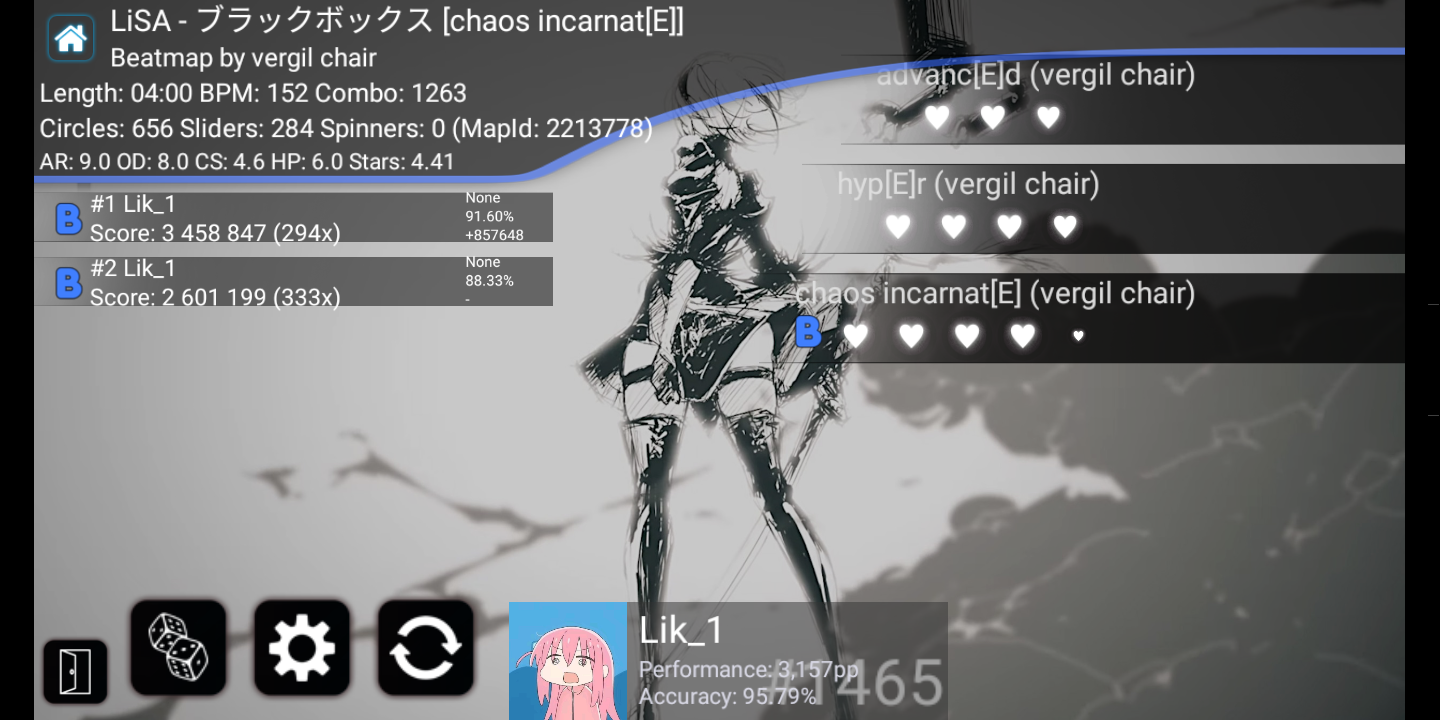 LiSA - ブラックボックス [chaos incarnat[E]]
Beatmap by vergil chair
Length: 04:00 BPM: 152 Combo: 1263
Circles: 656 Sliders: 284 Spinners: 0 (MapId: 2213778)
AR: 9.0 OD: 8.0 CS: 4.6 HP: 6.0 Stars: 4.41
B
#1 Lik_1
Score: 3 458 847 (294x)
None
91.60%
+857648
B
#2 Lik_1
Score: 2 601 199 (333x)
None
88.33%
-
advanc[E]d (vergil chair)
hyp[E]r (vergil chair)
chaos incarnat[E] (vergil chair)
B
Lik_1
Performance: 3,157pp
Accuracy: 95.79%
#1465